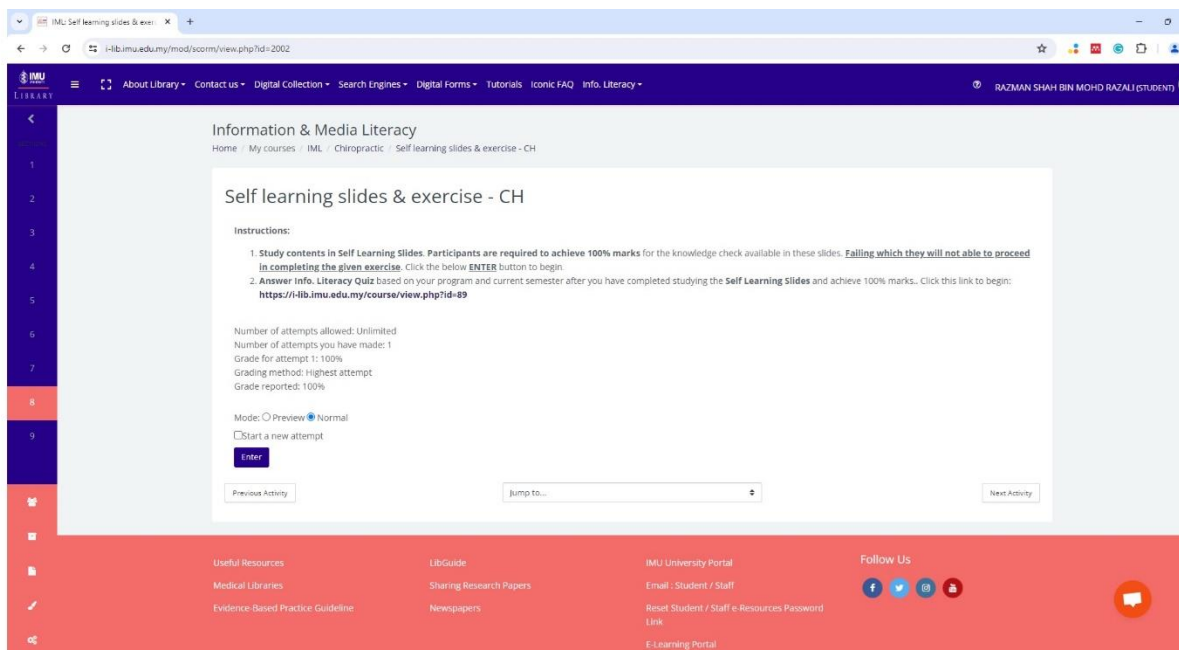 IML: Self learning slides & exer
i-lib.imu.edu.my/mod/scorm/view.php?id=2002
IMU
LIBRARY
About Library Contact us Digital Collection Search Engines Digital Forms Tutorials Iconic FAQ Info. Literacy
RAZMAN SHAH BIN MOHD RAZALI (STUDENT)
1
2
3
4
5
6
7
8
9
Information & Media Literacy
Home / My courses / IML / Chiropractic / Self learning slides & exercise - CH
Self learning slides & exercise - CH
Instructions:
1. Study contents in Self Learning Slides. Participants are required to achieve 100% marks for the knowledge check available in these slides. Failing which they will not able to proceed
in completing the given exercise. Click the below ENTER button to begin.
2. Answer Info. Literacy Quiz based on your program and current semester after you have completed studying the Self Learning Slides and achieve 100% marks.. Click this link to begin:
https://i-lib.imu.edu.my/course/view.php?id=89
Number of attempts allowed: Unlimited
Number of attempts you have made: 1
Grade for attempt 1: 100%
Grading method: Highest attempt
Grade reported: 100%
Mode: Preview Normal
Start a new attempt
Enter
Previous Activity
Jump to...
Next Activity
Useful Resources
Medical Libraries
Evidence-Based Practice Guideline
LibGuide
Sharing Research Papers
Newspapers
IMU University Portal
Email : Student / Staff
Reset Student / Staff e-Resources Password
Link
E-Learning Portal
Follow Us